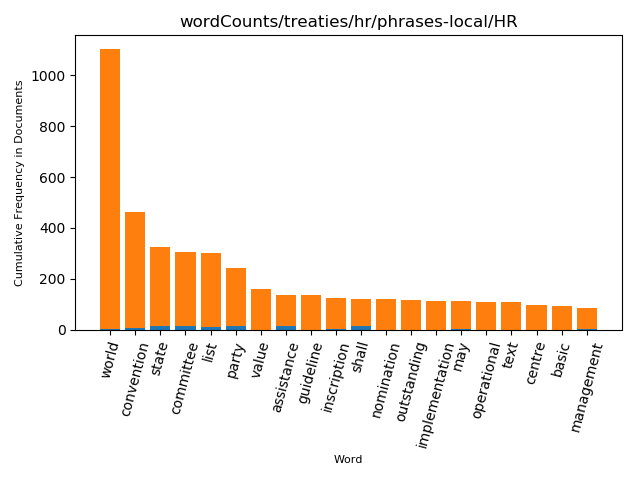 wordCounts/treaties/hr/phrases-local/HR
Cumulative Frequency in Documents
1000
800
600
400
200
0
world
convention
state
committee
list
party
value
assistance
guideline
inscription
shall
nomination
outstanding
implementation
may
operational
text
centre
basic
management
Word